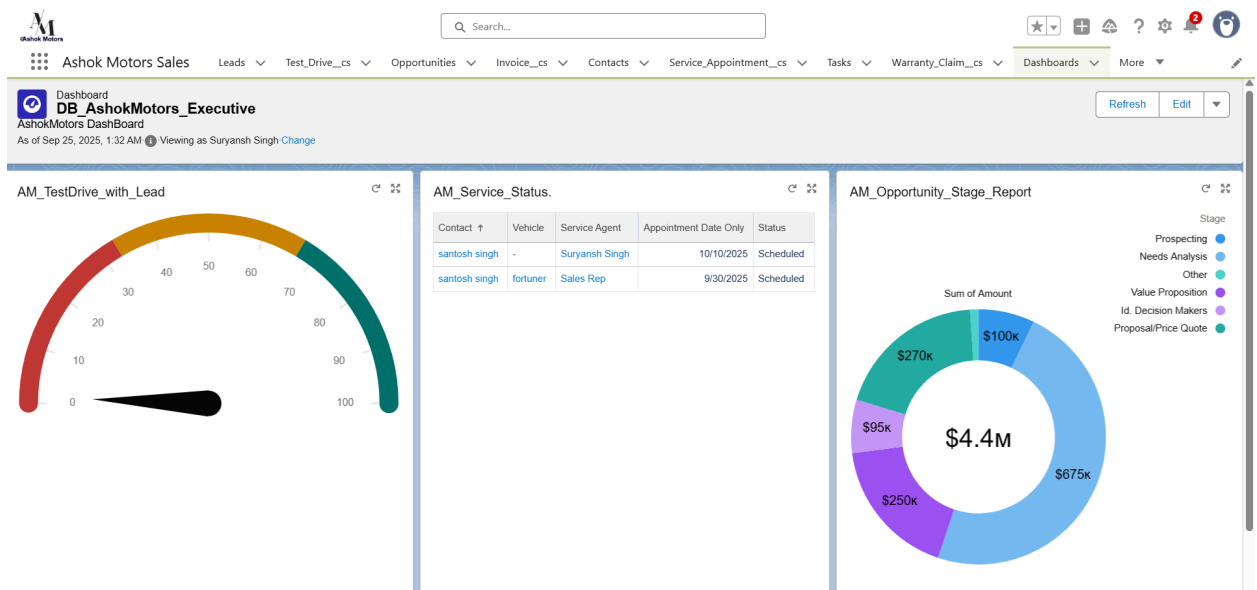 AM
Ashok Motors
Search...
2
Ashok Motors Sales
Leads
Test_Drive__cs
Opportunities
Invoice__cs
Contacts
Service_Appointment__cs
Tasks
Warranty_Claim__cs
Dashboards
More
Dashboard
DB_AshokMotors_Executive
AshokMotors DashBoard
As of Sep 25, 2025, 1:32 AM·Viewing as Suryansh Singh·Change
Refresh
Edit
AM_TestDrive_with_Lead
0
10
20
30
40
50
60
70
80
90
100
AM_Service_Status.
Contact ↑ Vehicle Service Agent Appointment Date Only Status
santosh singh - Suryansh Singh 10/10/2025 Scheduled
santosh singh fortuner Sales Rep 9/30/2025 Scheduled
AM_Opportunity_Stage_Report
Stage
Prospecting
Needs Analysis
Other
Value Proposition
Id. Decision Makers
Proposal/Price Quote
Sum of Amount
$100K
$270K
$95K
$4.4M
$675K
$250K